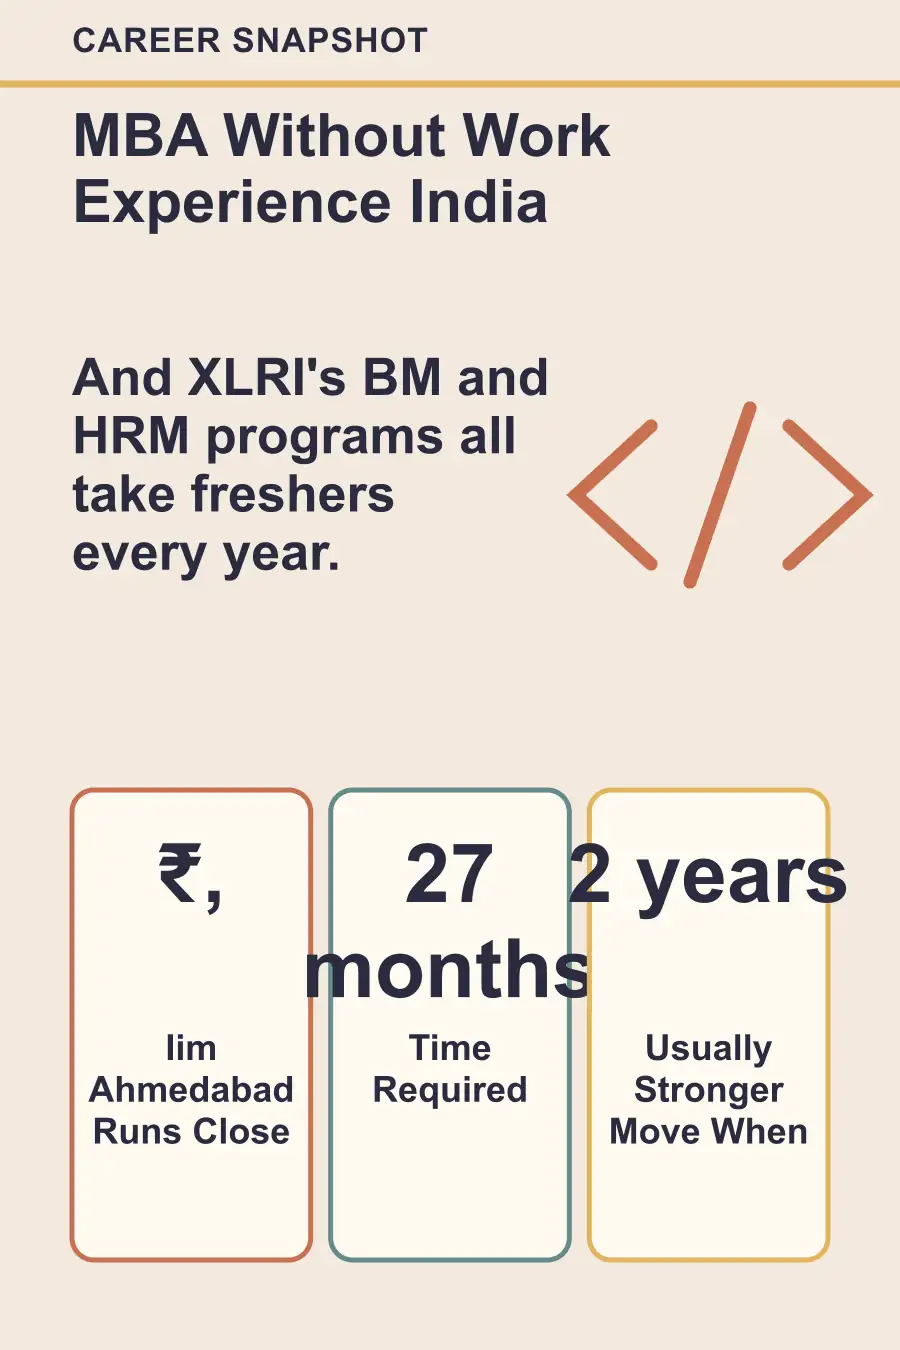 CAREER SNAPSHOT
MBA Without Work
Experience India
And XLRI's BM and
HRM programs all
take freshers
every year.
₹,
Iim
Ahmedabad
Runs Close
27
months
Time
Required
2 years
Usually
Stronger
Move When